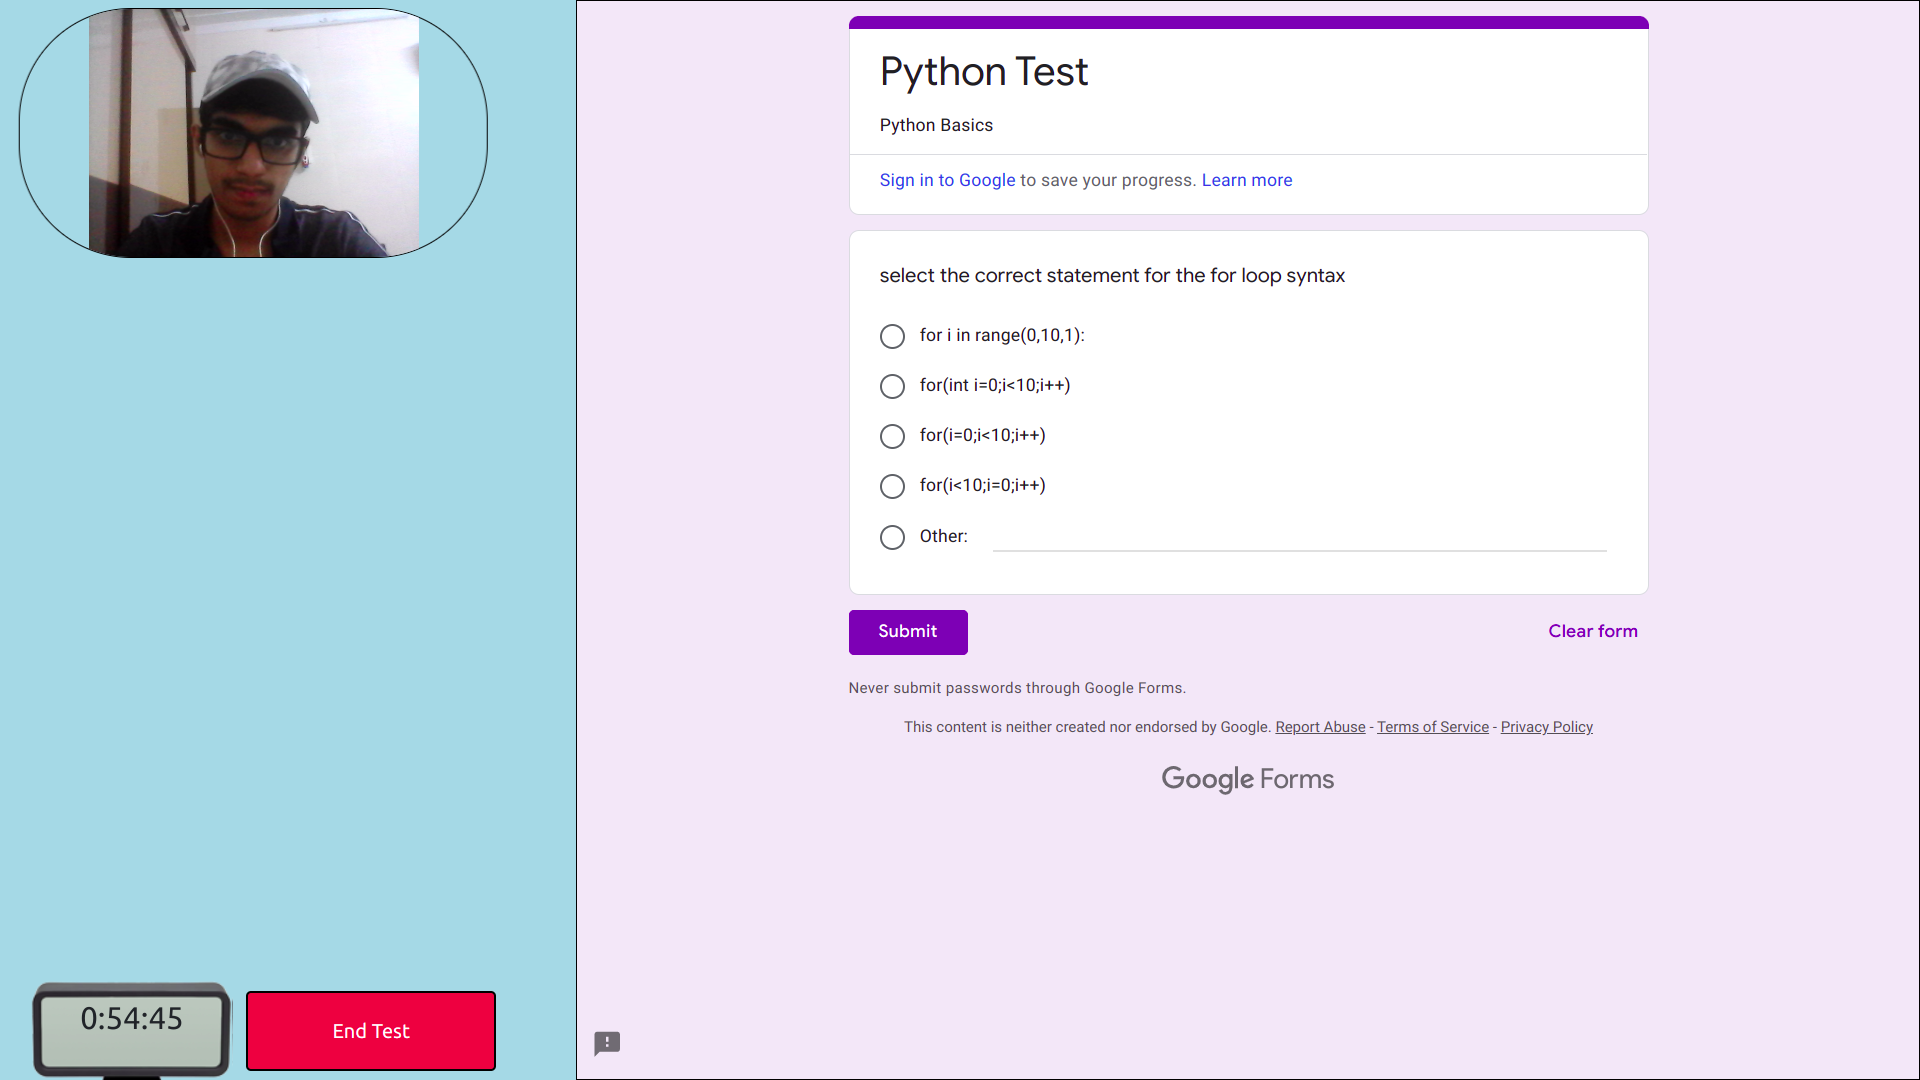 Python Test
Python Basics
Sign in to Google to save your progress. Learn more
select the correct statement for the for loop syntax
for i in range(0,10,1):
for(int i=0;i<10;i++)
for(i=0;i<10;i++)
for(i<10;i=0;i++)
Other:
Submit
Clear form
Never submit passwords through Google Forms.
This content is neither created nor endorsed by Google. Report Abuse - Terms of Service - Privacy Policy
Google Forms
0:54:45
End Test